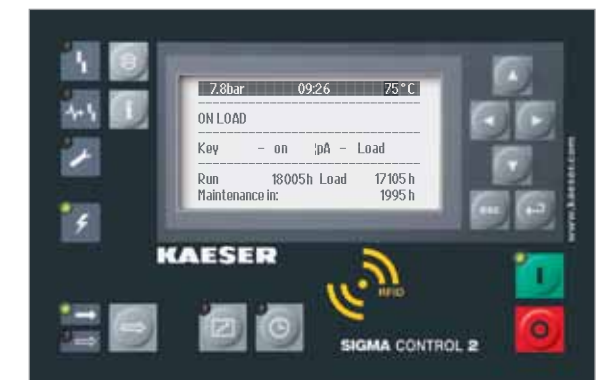 7.8bar 09:26 75°C
ON LOAD
Key - on ¦pA - Load
Run 18005h Load 17105h
Maintenance in: 1995h
esc
www.kaeser.com
KAESER
RFID
I
SIGMA CONTROL 2